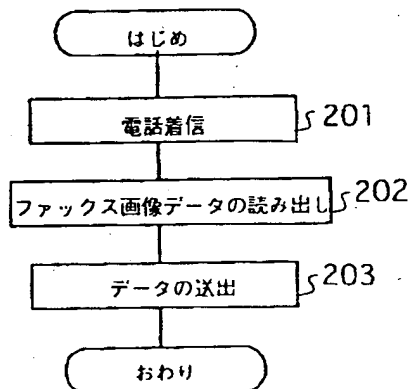 はじめ
電話着信 201
ファックス画像データの読み出し 202
データの送出 203
おわり